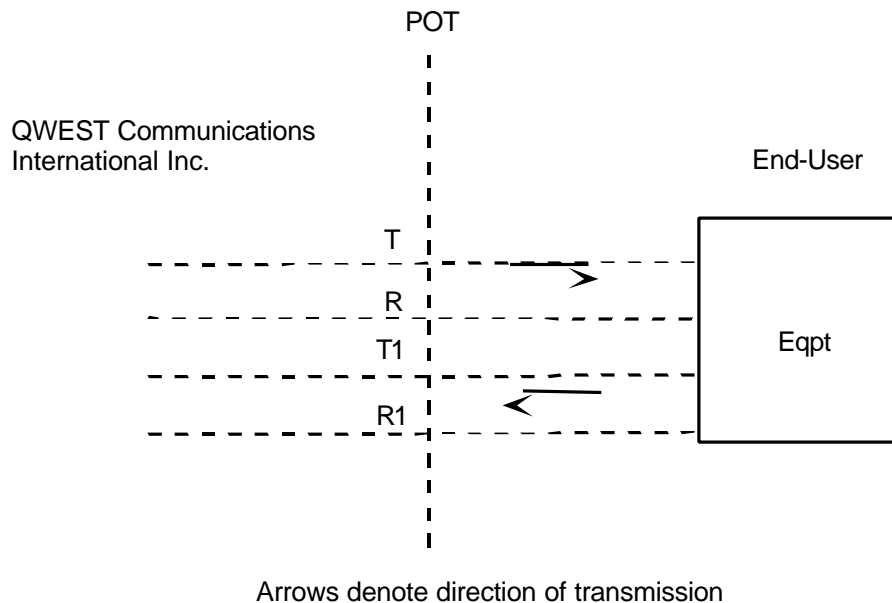 POT
QWEST Communications
International Inc.
End-User
T
R
T1
R1
Eqpt
Arrows denote direction of transmission